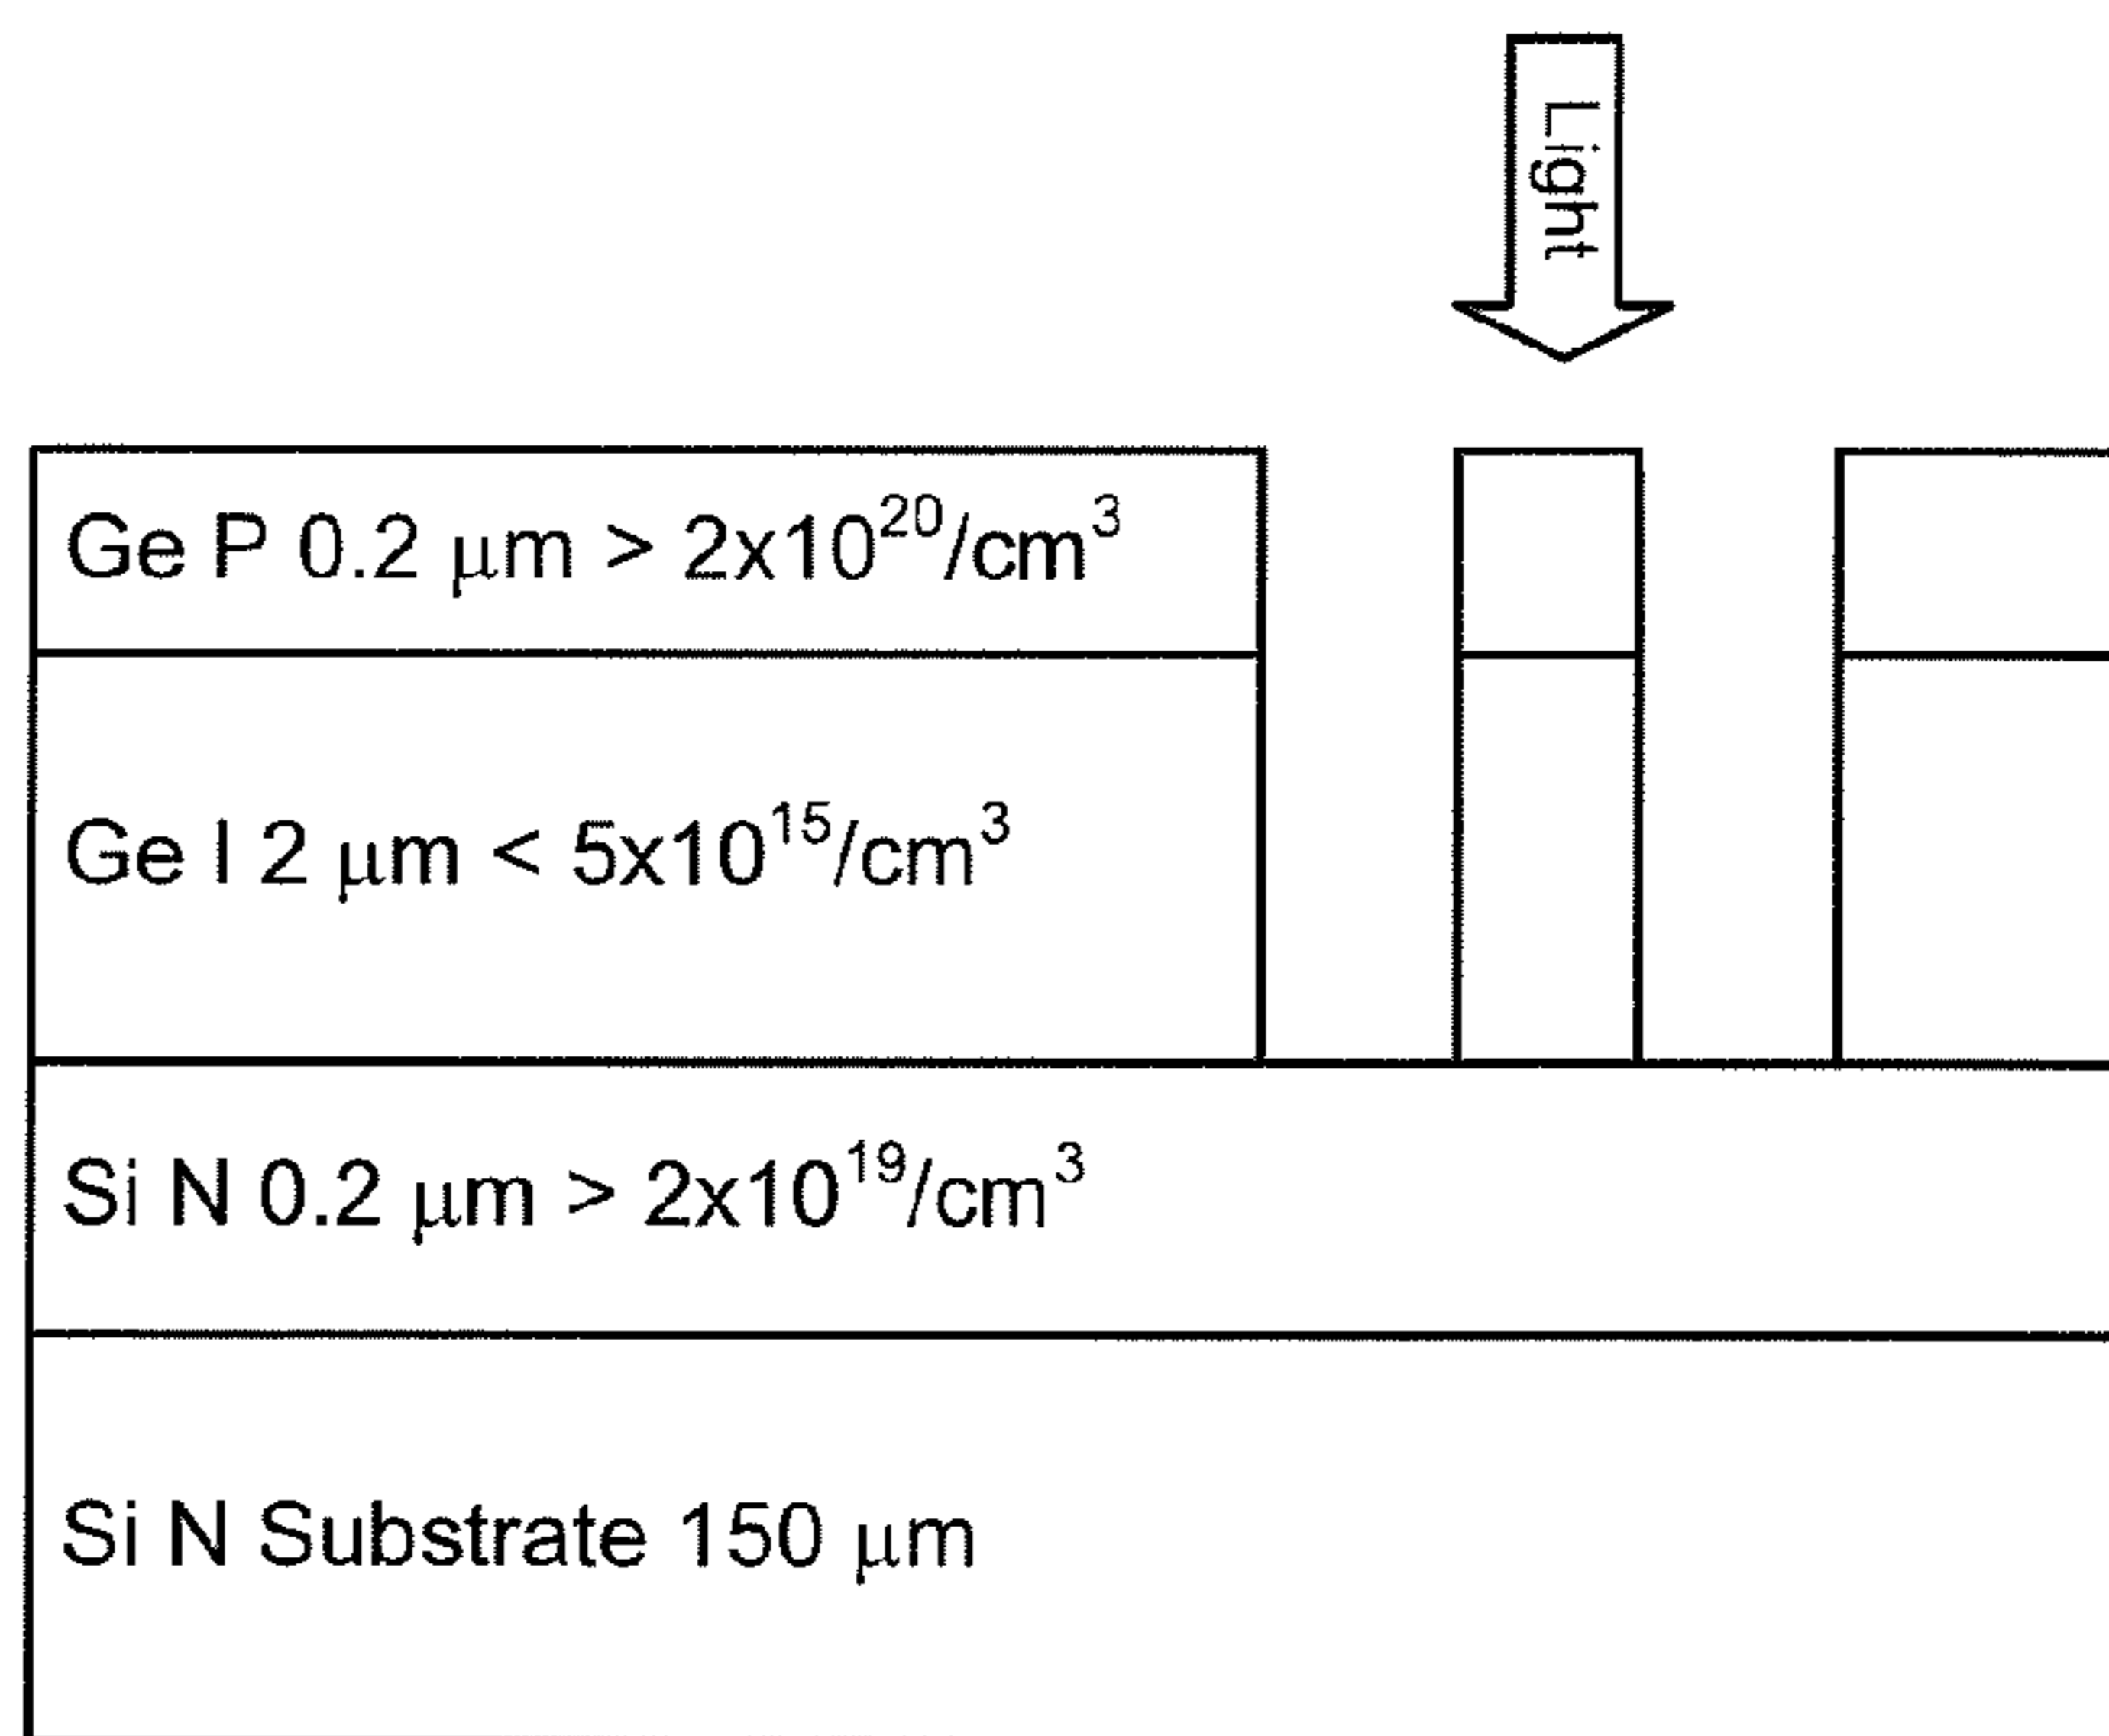 Light
Ge P 0.2 μm > 2x10²⁰/cm³
Ge I 2 μm < 5x10¹⁵/cm³
Si N 0.2 μm > 2x10¹⁹/cm³
Si N Substrate 150 μm